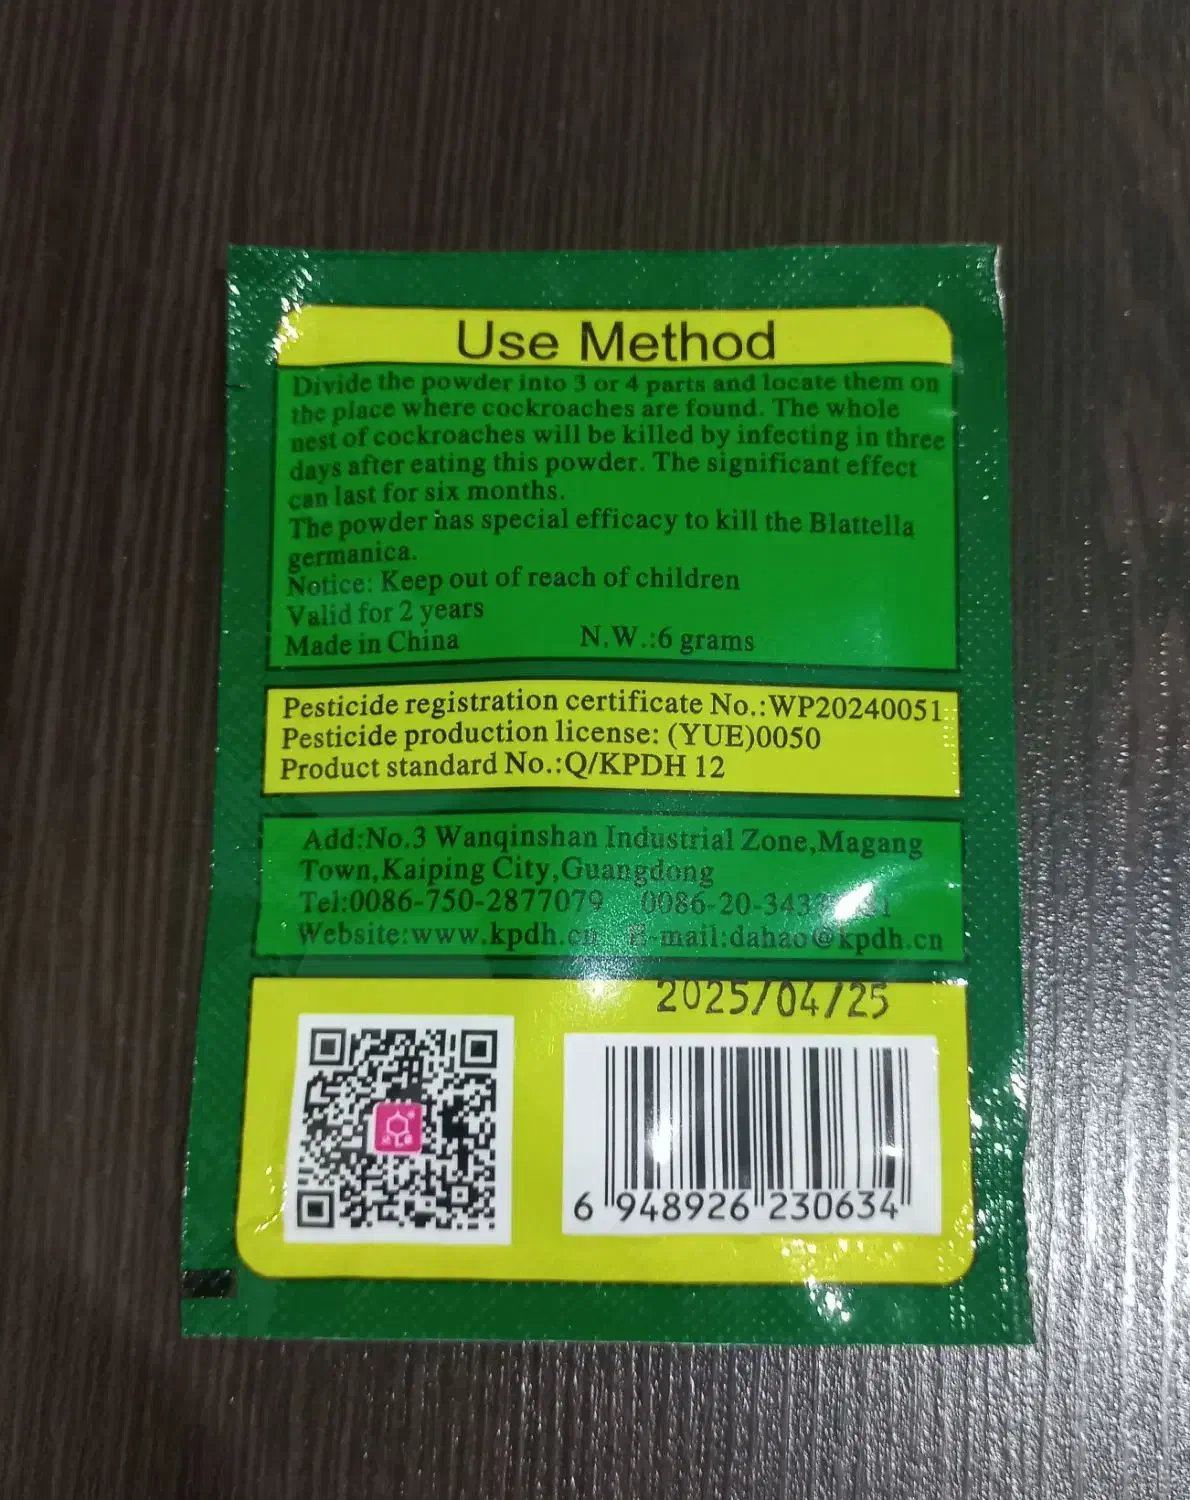 Use Method
Divide the powder into 3 or 4 parts and locate them on
the place where cockroaches are found. The whole
nest of cockroaches will be killed by infecting in three
days after eating this powder. The significant effect
can last for six months.
The powder has special efficacy to kill the Blattella
germanica.
Notice: Keep out of reach of children
Valid for 2 years
Made in China N.W.:6 grams
Pesticide registration certificate No.:WP20240051
Pesticide production license: (YUE)0050
Product standard No.:Q/KPDH 12
Add:No.3 Wanqinshan Industrial Zone,Magang
Town,Kaiping City,Guangdong
Tel:0086-750-2877079
Website:www.kpdh.cn E-mail:dahao@kpdh.cn
2025/04/25
6 948926 230634